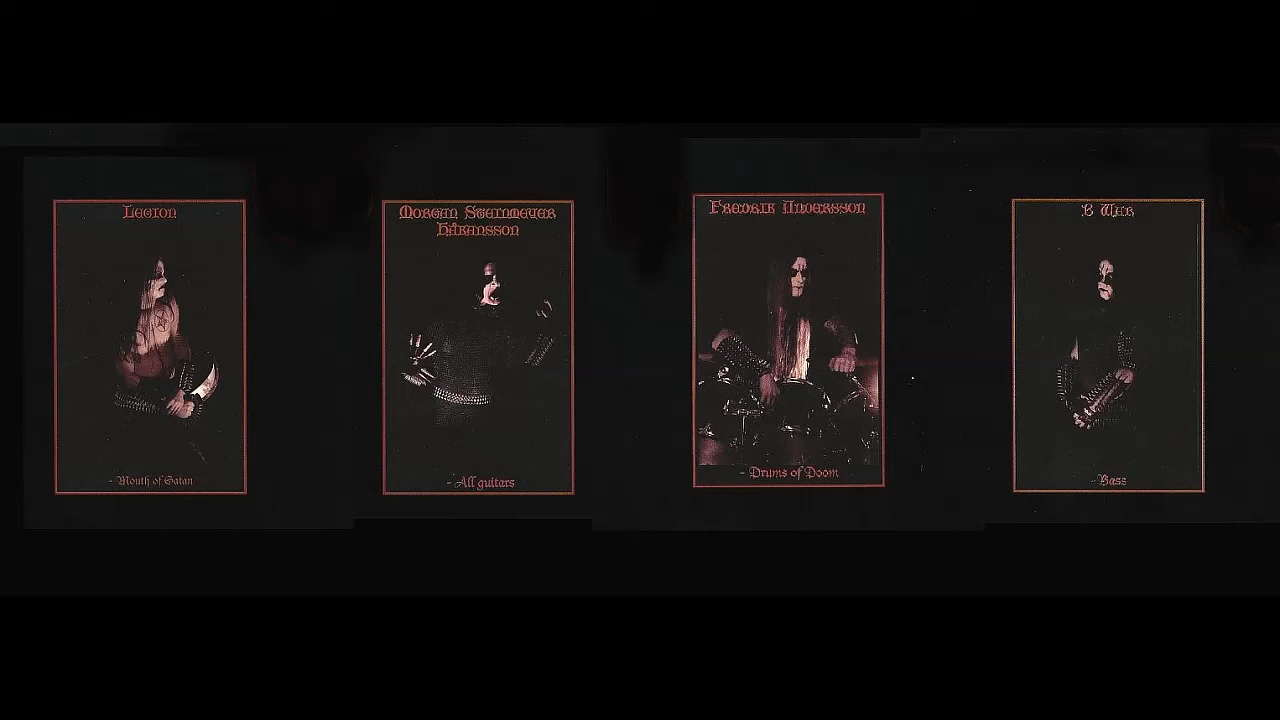 Legion
- Mouth of Satan
Morgan Steinmeyer
Håkansson
- All guitars
Fredrik Andersson
- Drums of Doom
B War
- Bass